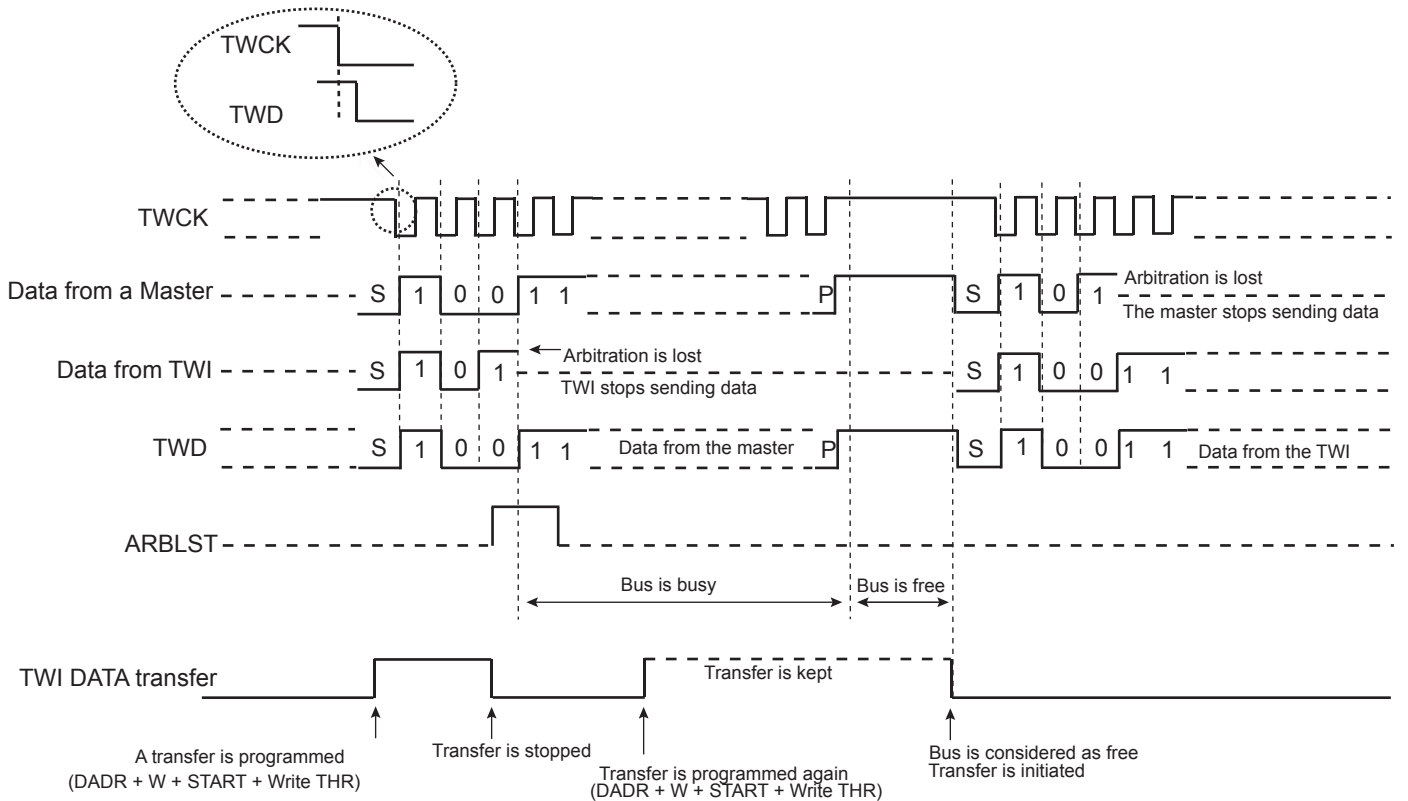 TWCK
TWD
TWCK
Data from a Master S 1 0 0 1 1 P S 1 0 1 Arbitration is lost
The master stops sending data
Data from TWI S 1 0 1 Arbitration is lost S 1 0 0 1 1
TWI stops sending data
TWD S 1 0 0 1 1 Data from the master P S 1 0 0 1 1 Data from the TWI
ARBLST
Bus is busy Bus is free
TWI DATA transfer Transfer is kept
A transfer is programmed
(DADR + W + START + Write THR)
Transfer is stopped
Transfer is programmed again
(DADR + W + START + Write THR)
Bus is considered as free
Transfer is initiated